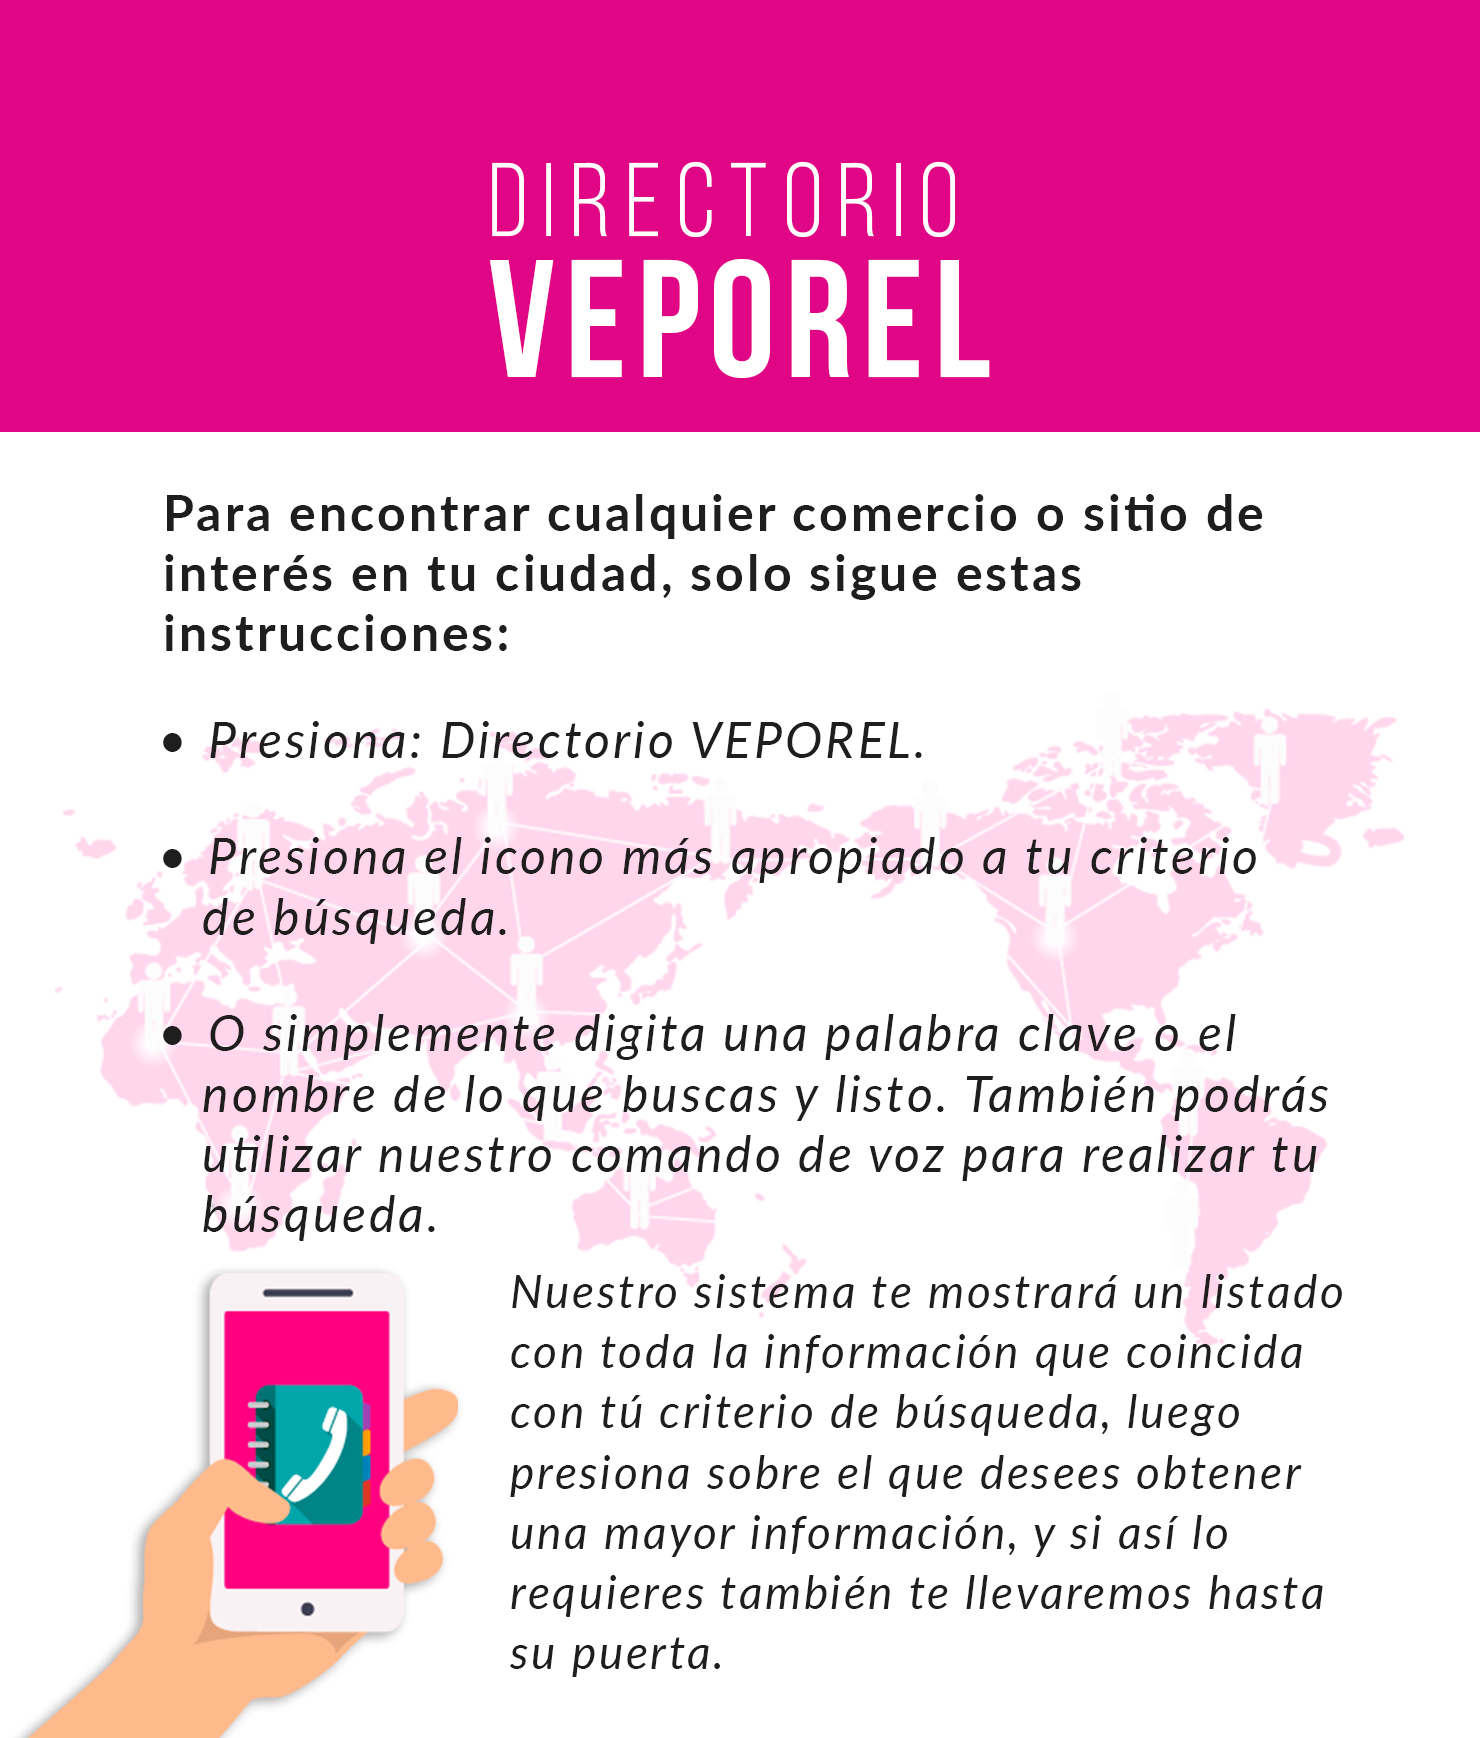 DIRECTORIO
VEPOREL
Para encontrar cualquier comercio o sitio de
interés en tu ciudad, solo sigue estas
instrucciones:
• Presiona: Directorio VEPOREL.
• Presiona el icono más apropiado a tu criterio
de búsqueda.
• O simplemente digita una palabra clave o el
nombre de lo que buscas y listo. También podrás
utilizar nuestro comando de voz para realizar tu
búsqueda.
Nuestro sistema te mostrará un listado
con toda la información que coincida
con tú criterio de búsqueda, luego
presiona sobre el que desees obtener
una mayor información, y si así lo
requieres también te llevaremos hasta
su puerta.